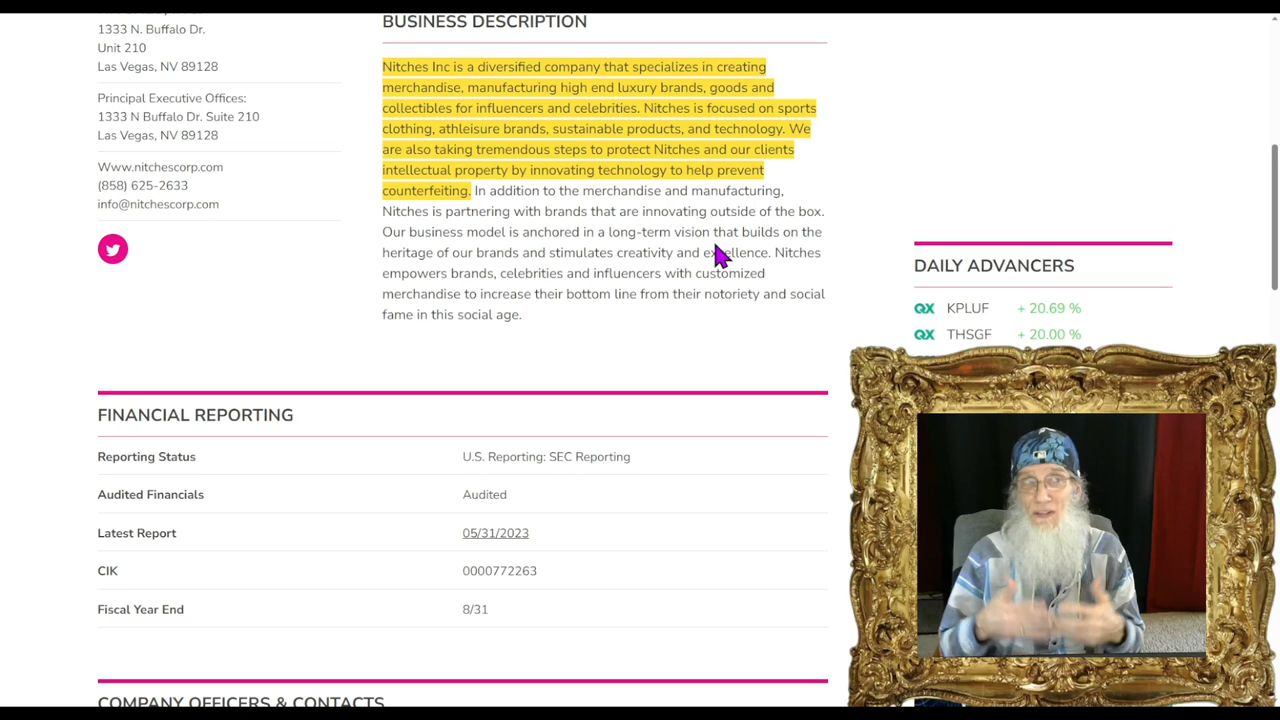 1333 N. Buffalo Dr.
Unit 210
Las Vegas, NV 89128
Principal Executive Offices:
1333 N Buffalo Dr. Suite 210
Las Vegas, NV 89128
Www.nitchescorp.com
(858) 625-2633
info@nitchescorp.com
BUSINESS DESCRIPTION
Nitches Inc is a diversified company that specializes in creating
merchandise, manufacturing high end luxury brands, goods and
collectibles for influencers and celebrities. Nitches is focused on sports
clothing, athleisure brands, sustainable products, and technology. We
are also taking tremendous steps to protect Nitches and our clients
intellectual property by innovating technology to help prevent
counterfeiting. In addition to the merchandise and manufacturing,
Nitches is partnering with brands that are innovating outside of the box.
Our business model is anchored in a long-term vision that builds on the
heritage of our brands and stimulates creativity and excellence. Nitches
empowers brands, celebrities and influencers with customized
merchandise to increase their bottom line from their notoriety and social
fame in this social age.
DAILY ADVANCERS
QX KPLUF + 20.69 %
QX THSGF + 20.00 %
FINANCIAL REPORTING
Reporting Status U.S. Reporting: SEC Reporting
Audited Financials Audited
Latest Report 05/31/2023
CIK 0000772263
Fiscal Year End 8/31
COMPANY OFFICERS & CONTACTS